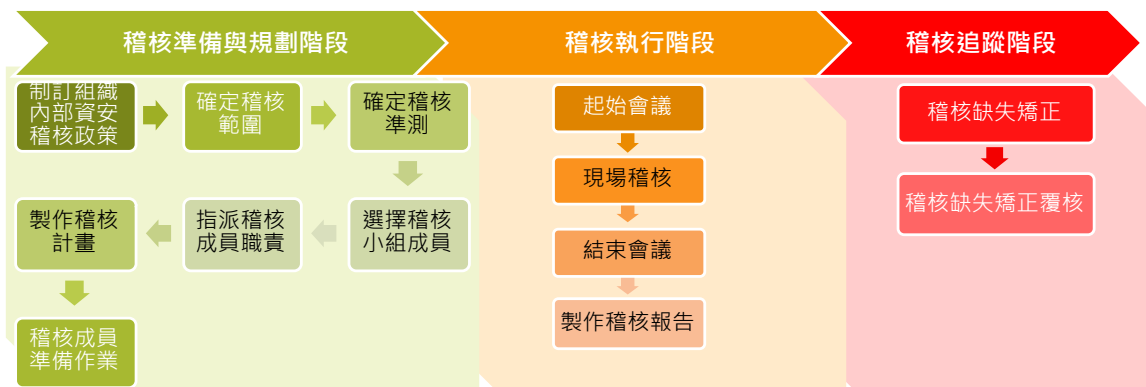 稽核準備與規劃階段
稽核執行階段
稽核追蹤階段
制訂組織
內部資安
稽核政策
確定稽核
範圍
確定稽核
準測
選擇稽核
小組成員
指派稽核
成員職責
製作稽核
計畫
稽核成員
準備作業
起始會議
現場稽核
結束會議
製作稽核報告
稽核缺失矯正
稽核缺失矯正覆核